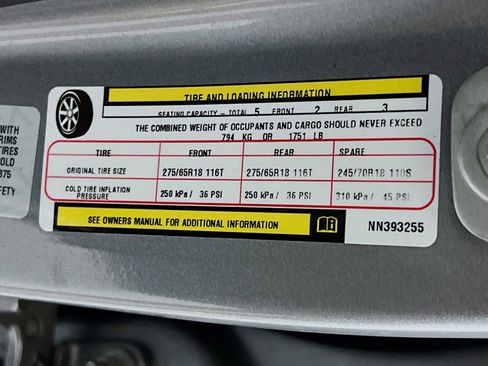 TIRE AND LOADING INFORMATION
SEATING CAPACITY - TOTAL 5 FRONT 2 REAR 3
THE COMBINED WEIGHT OF OCCUPANTS AND CARGO SHOULD NEVER EXCEED
794 KG OR 1751 LB
TIRE FRONT REAR SPARE
ORIGINAL TIRE SIZE 275/65R18 116T 275/65R18 116T 245/70R18 110S
COLD TIRE INFLATION PRESSURE 250 kPa / 36 PSI 250 kPa / 36 PSI 310 kPa / 45 PSI
SEE OWNERS MANUAL FOR ADDITIONAL INFORMATION NN393255
WITH
RIMS
TIRES
OLD
875
FETY